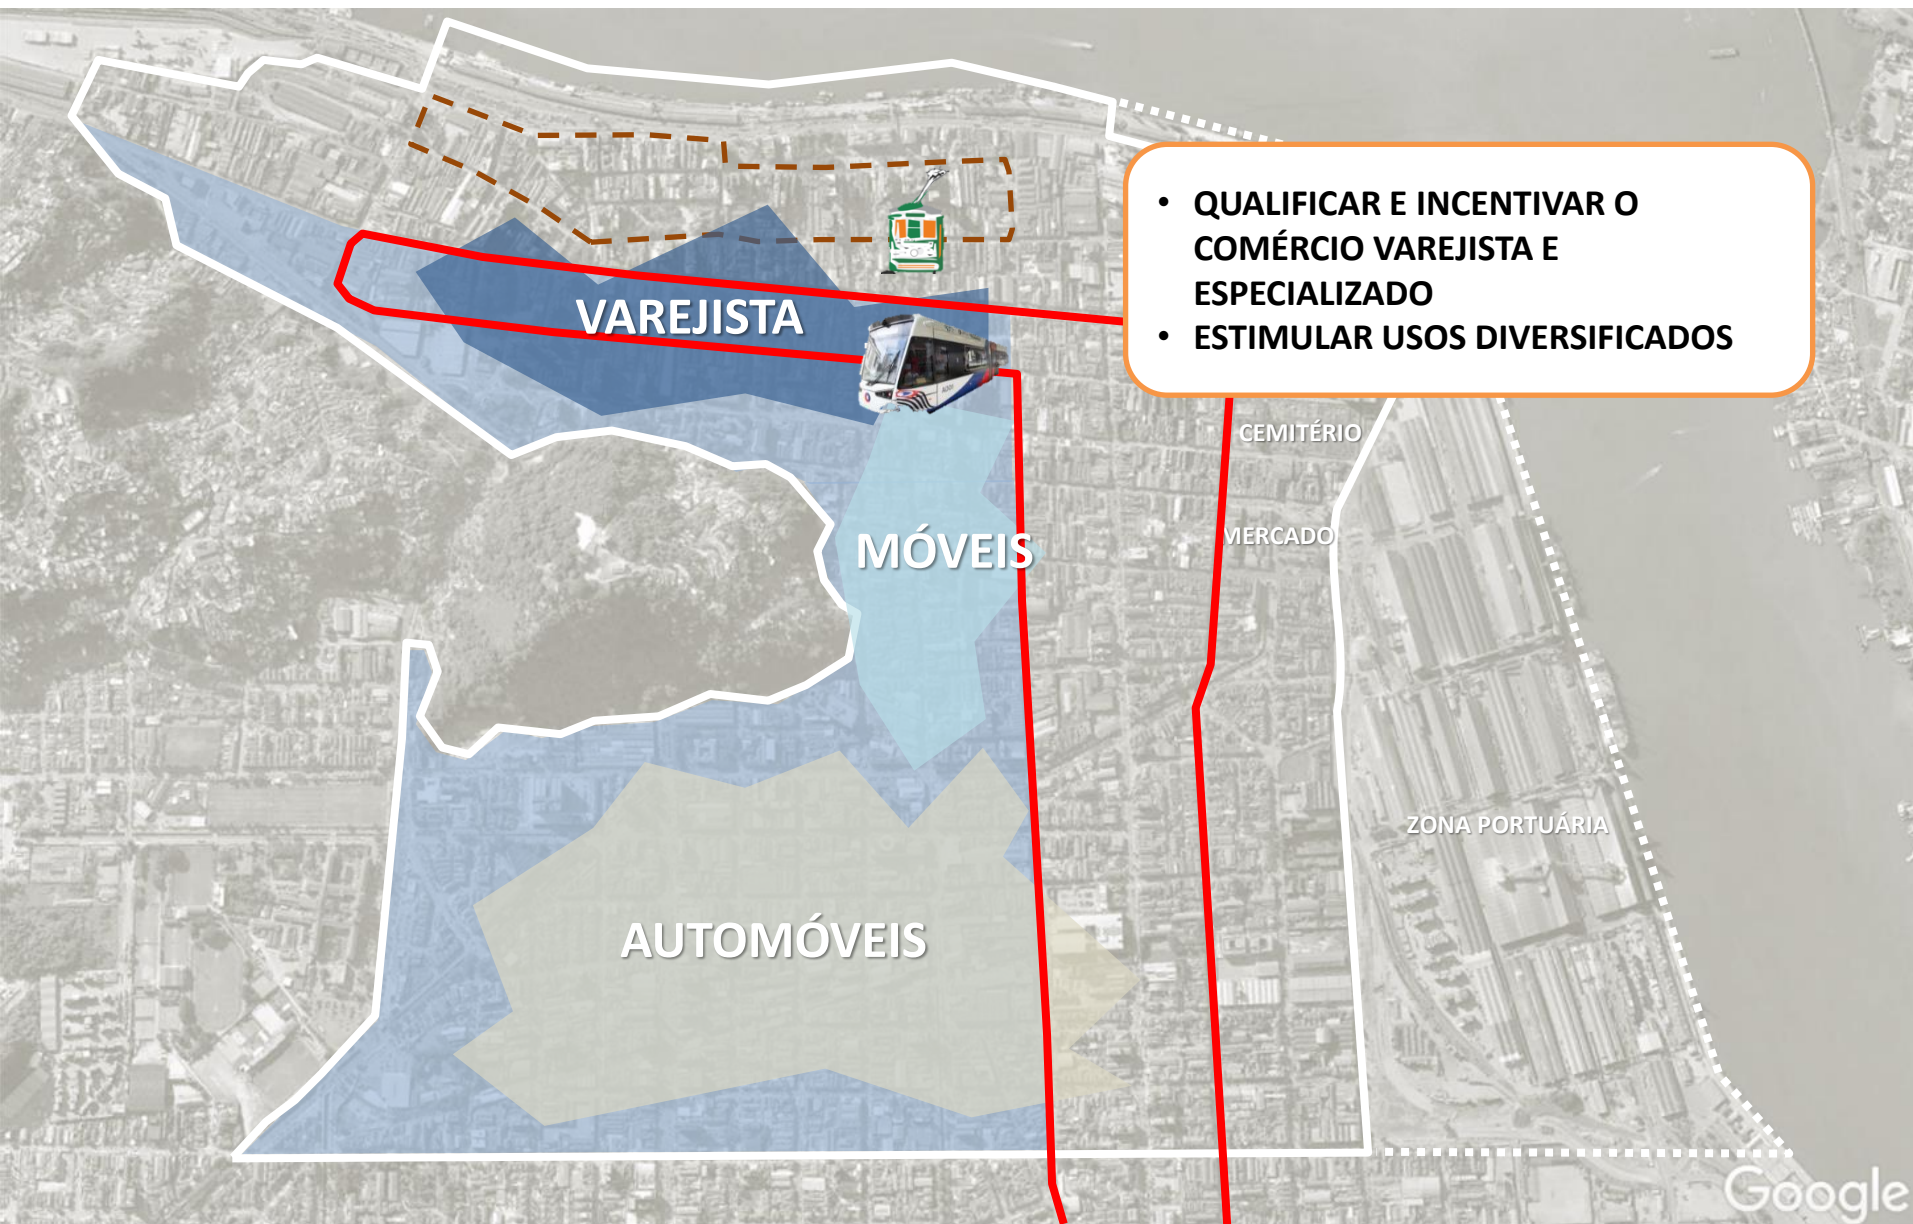 • QUALIFICAR E INCENTIVAR O
COMÉRCIO VAREJISTA E
ESPECIALIZADO
• ESTIMULAR USOS DIVERSIFICADOS
VAREJISTA
CEMITÉRIO
MERCADO
MÓVEIS
ZONA PORTUÁRIA
AUTOMÓVEIS
Google